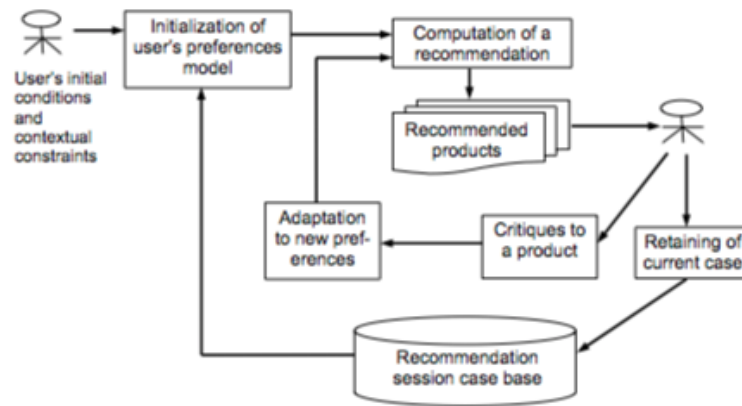 Initialization of
user's preferences
model
Computation of a
recommendation
User's initial
conditions
and
contextual
constraints
Recommended
products
Adaptation
to new pref-
erences
Critiques to
a product
Retaining of
current case
Recommendation
session case base